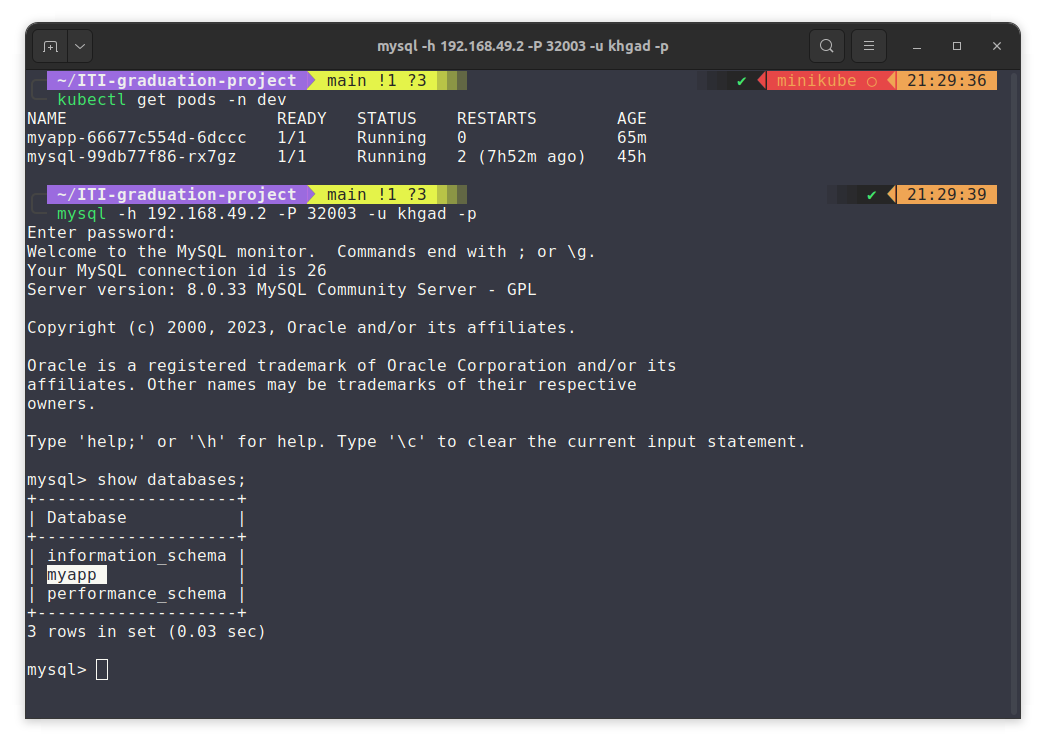 mysql -h 192.168.49.2 -P 32003 -u khgad -p
~/ITI-graduation-project main !1 ?3 ✔ minikube ○ 21:29:36
kubectl get pods -n dev
NAME READY STATUS RESTARTS AGE
myapp-66677c554d-6dccc 1/1 Running 0 65m
mysql-99db77f86-rx7gz 1/1 Running 2 (7h52m ago) 45h
~/ITI-graduation-project main !1 ?3 ✔ 21:29:39
mysql -h 192.168.49.2 -P 32003 -u khgad -p
Enter password:
Welcome to the MySQL monitor.  Commands end with ; or \g.
Your MySQL connection id is 26
Server version: 8.0.33 MySQL Community Server - GPL
Copyright (c) 2000, 2023, Oracle and/or its affiliates.
Oracle is a registered trademark of Oracle Corporation and/or its
affiliates. Other names may be trademarks of their respective
owners.
Type 'help;' or '\h' for help. Type '\c' to clear the current input statement.
mysql> show databases;
+--------------------+
| Database           |
+--------------------+
| information_schema |
| myapp              |
| performance_schema |
+--------------------+
3 rows in set (0.03 sec)
mysql>